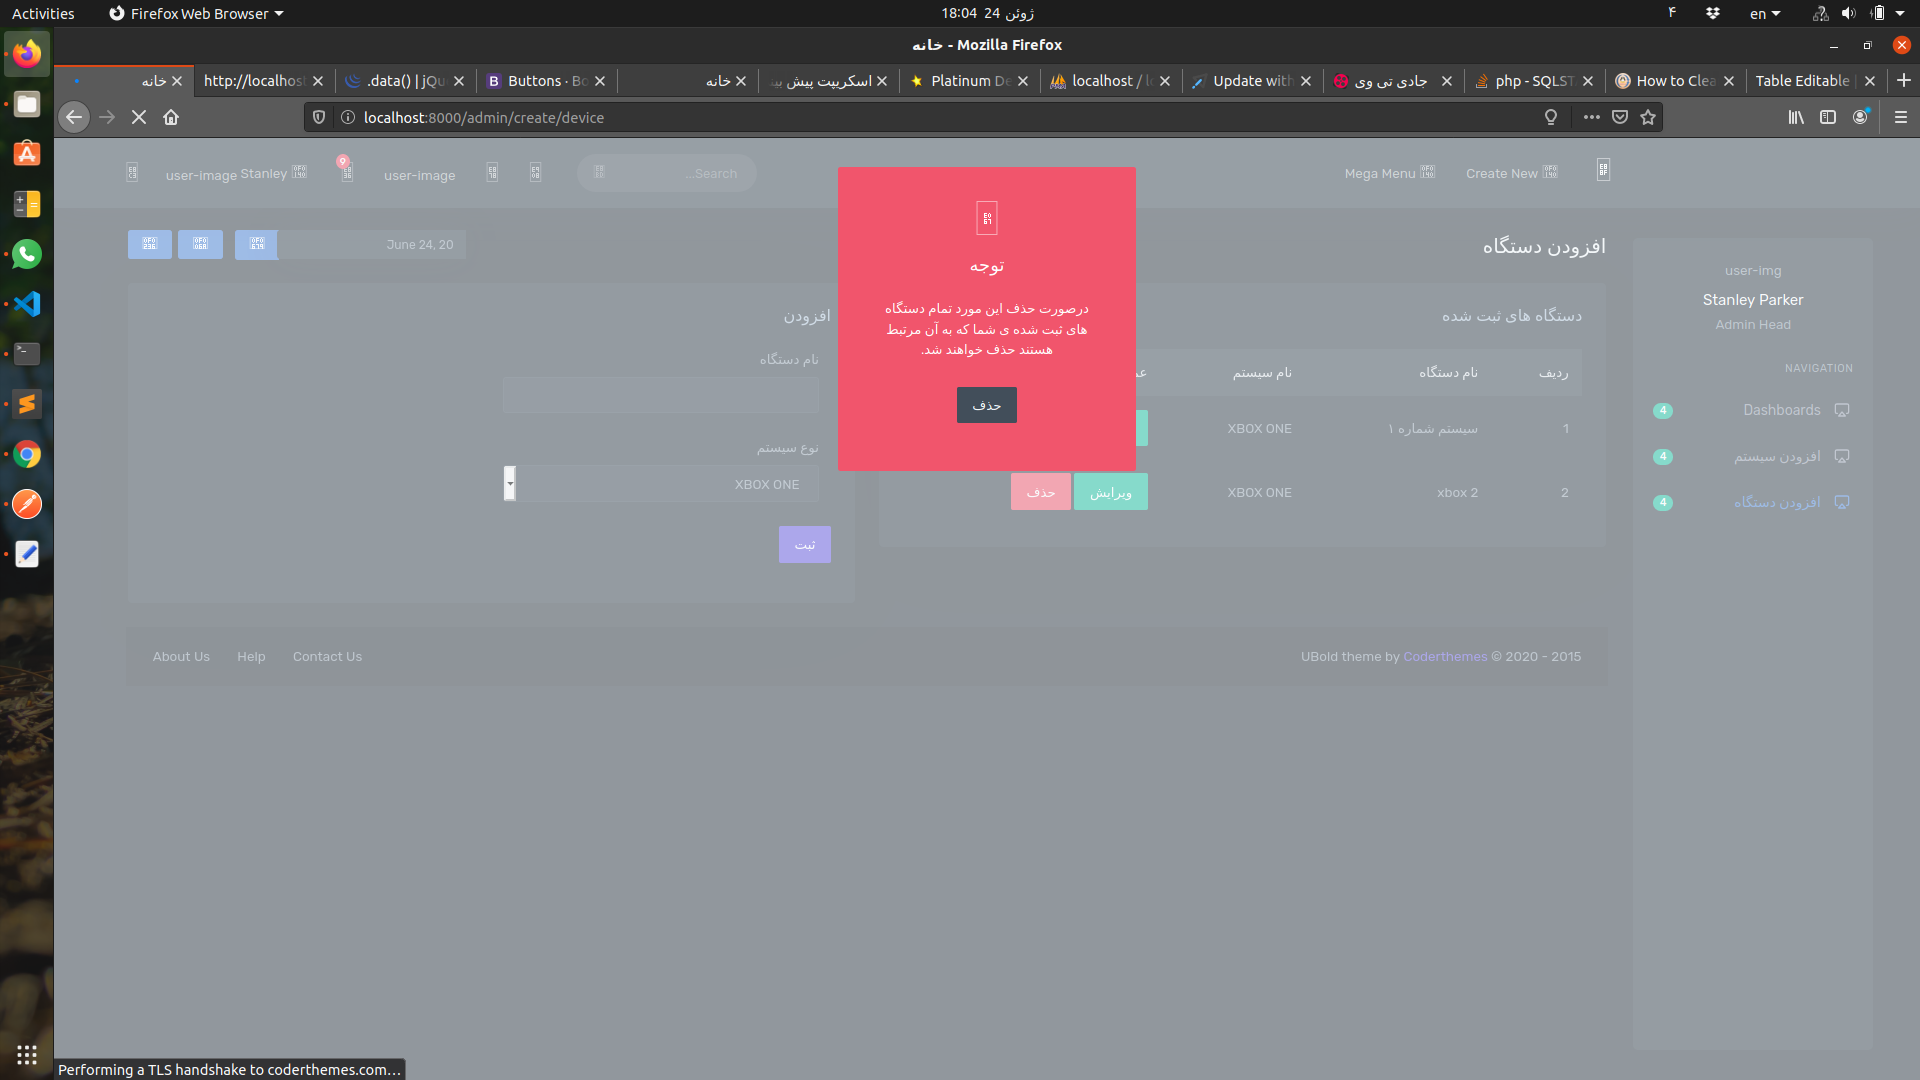 Activities
Firefox Web Browser
ژوئن 24  18:04
۴
en
خانه - Mozilla Firefox
خانه
http://localhos
.data() | jQu
Buttons · Bo
خانه
اسکریپت پیش بی
Platinum De
localhost / lo
Update with
جادی تی وی
php - SQLST
How to Clea
Table Editable |
localhost:8000/admin/create/device
user-image Stanley
9
user-image
Search...
Mega Menu
Create New
June 24, 20
افزودن دستگاه
user-img
Stanley Parker
Admin Head
NAVIGATION
Dashboards
4
افزودن سیستم
4
افزودن دستگاه
4
توجه
درصورت حذف این مورد تمام دستگاه
های ثبت شده ی شما که به آن مرتبط
هستند حذف خواهند شد.
حذف
دستگاه های ثبت شده
ردیف
نام دستگاه
نام سیستم
1
سیستم شماره ۱
XBOX ONE
2
xbox 2
XBOX ONE
ویرایش
حذف
افزودن
نام دستگاه
نوع سیستم
XBOX ONE
ثبت
About Us
Help
Contact Us
UBold theme by Coderthemes © 2020 - 2015
Performing a TLS handshake to coderthemes.com…